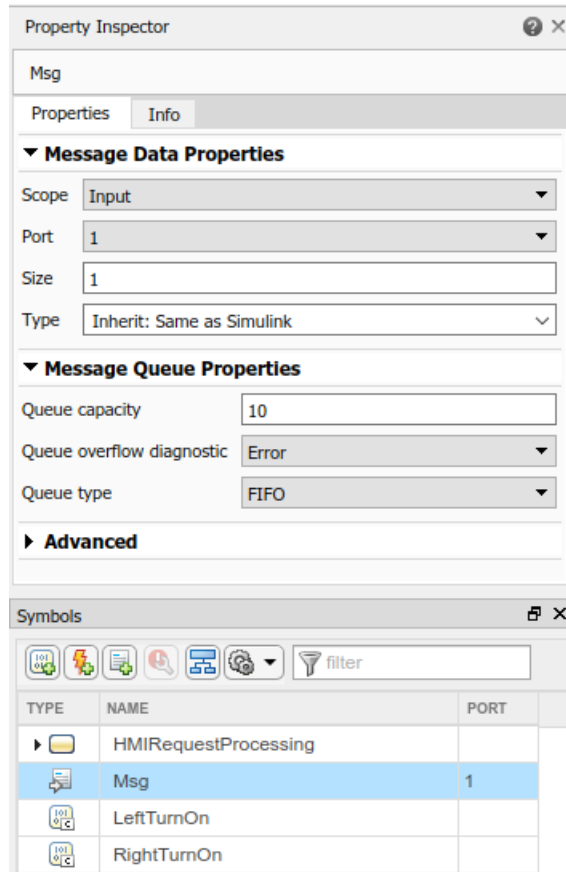 Property Inspector
Msg
Properties Info
Message Data Properties
Scope Input
Port 1
Size 1
Type Inherit: Same as Simulink
Message Queue Properties
Queue capacity 10
Queue overflow diagnostic Error
Queue type FIFO
Advanced
Symbols
filter
TYPE NAME PORT
HMIRequestProcessing
Msg 1
LeftTurnOn
RightTurnOn